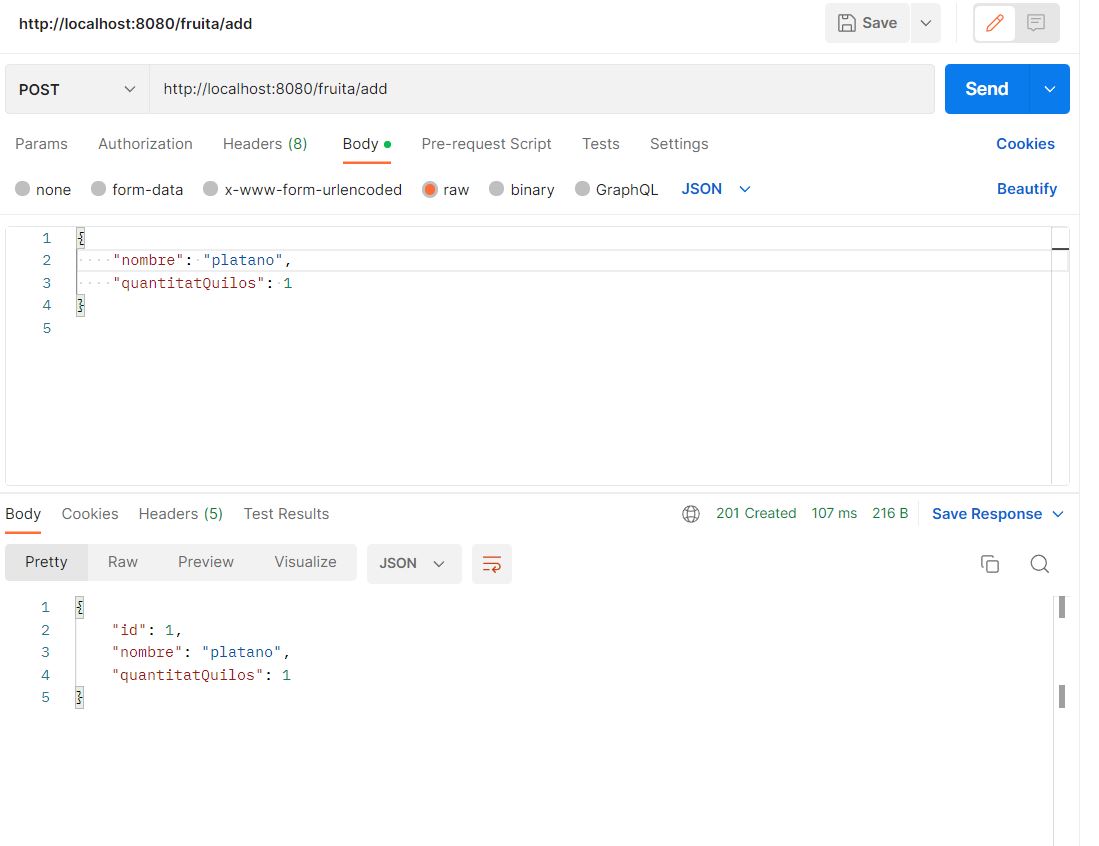 http://localhost:8080/fruita/add Save
POST http://localhost:8080/fruita/add Send
Params Authorization Headers (8) Body Pre-request Script Tests Settings Cookies
none form-data x-www-form-urlencoded raw binary GraphQL JSON Beautify
1 {
2 "nombre": "platano",
3 "quantitatQuilos": 1
4 }
5
Body Cookies Headers (5) Test Results 201 Created 107 ms 216 B Save Response
Pretty Raw Preview Visualize JSON
1 {
2 "id": 1,
3 "nombre": "platano",
4 "quantitatQuilos": 1
5 }